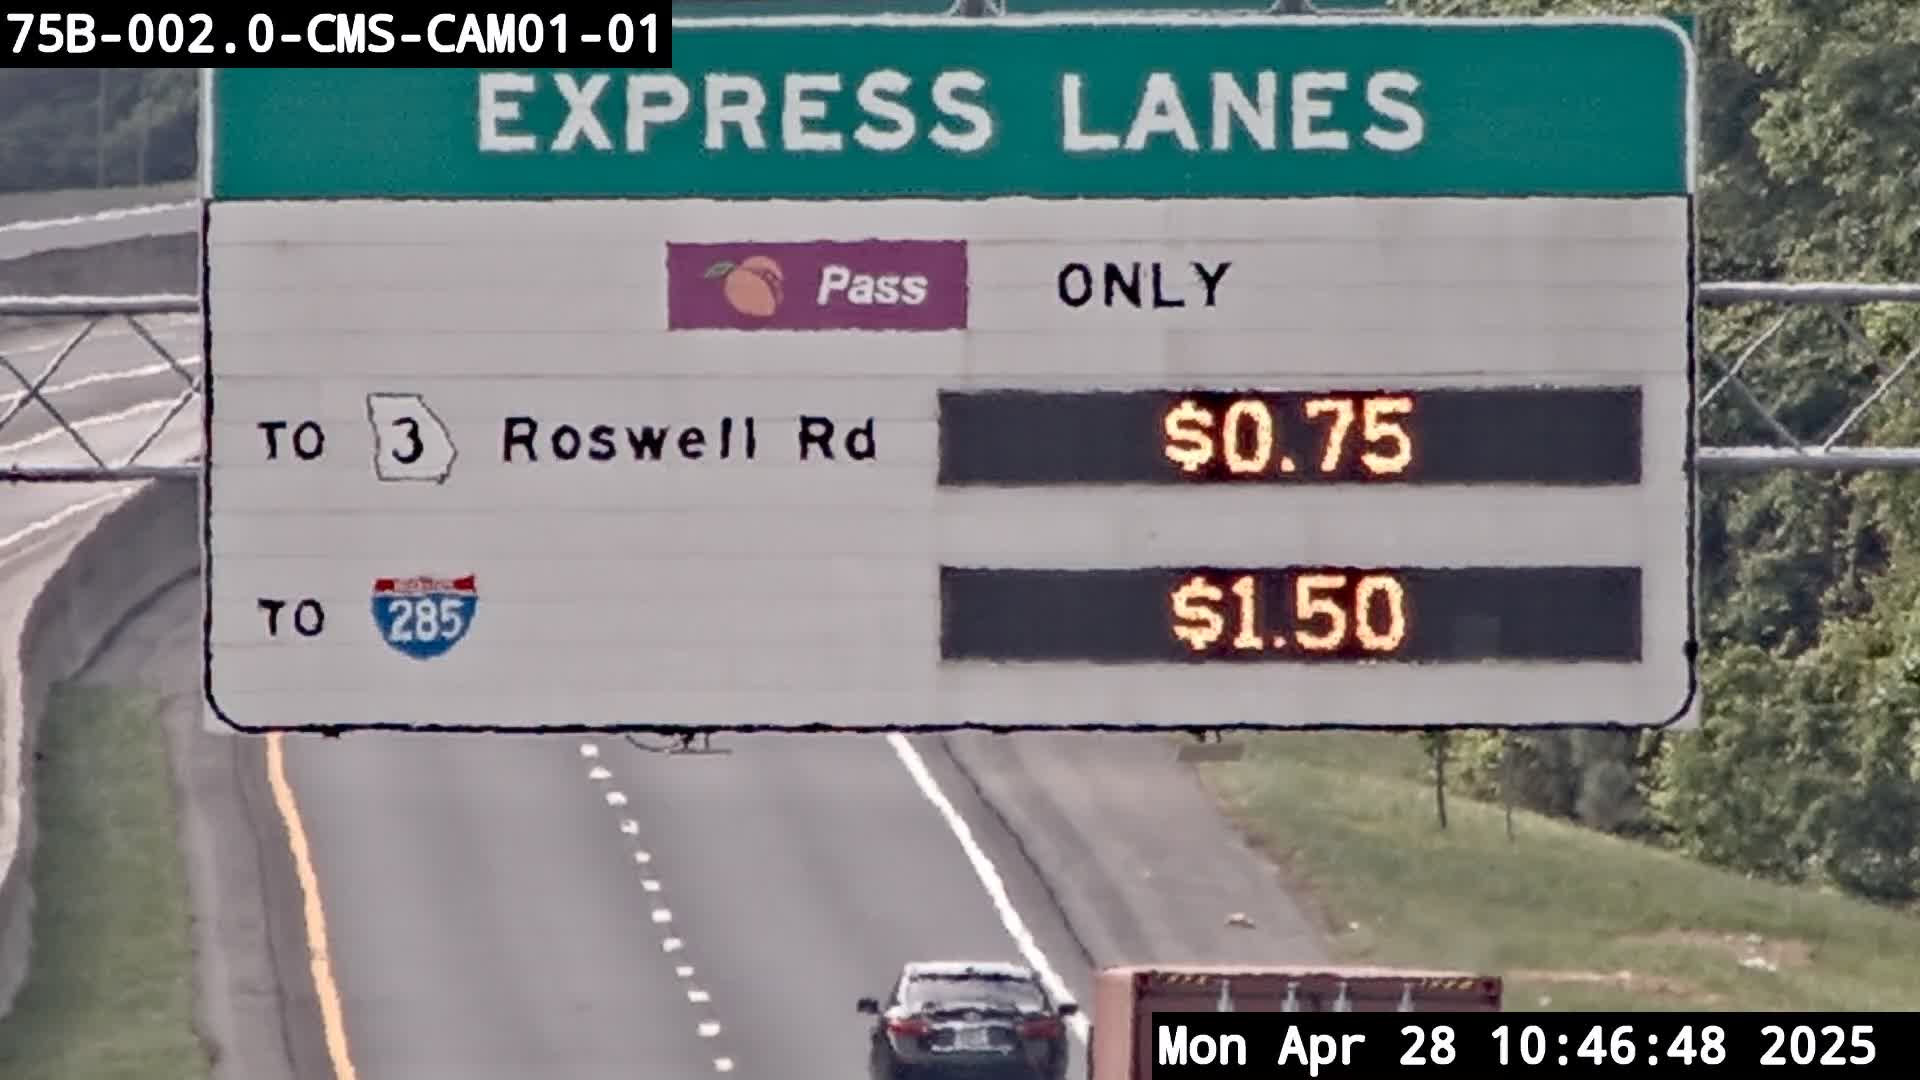 75B-002.0-CMS-CAM01-01
EXPRESS LANES
Pass ONLY
TO 3 Roswell Rd $0.75
TO 285 $1.50
Mon Apr 28 10:46:48 2025